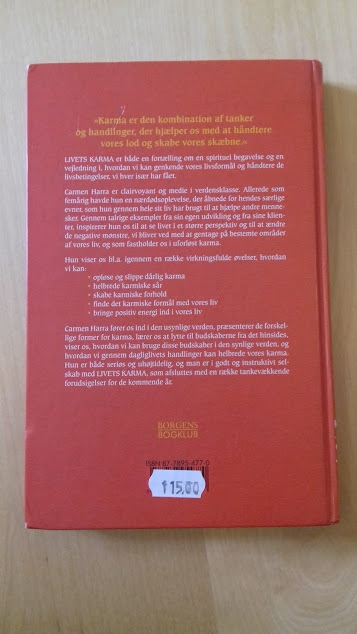 »Karma er den kombination af tanker
og handlinger, der hjælper os med at håndtere
vores lod og skabe vores skæbne.«
LIVETS KARMA er både en fortælling om en spirituel begavelse og en
vejledning i, hvordan vi kan genkende vores livsformål og håndtere de
livsbetingelser, vi hver især har fået.
Carmen Harra er clairvoyant og medie i verdensklasse. Allerede som
femårig havde hun en nærdødsoplevelse, der åbnede for hendes særlige
evner, som hun gennem hele sit liv har brugt til at hjælpe andre menne-
sker. Gennem talrige eksempler fra sin egen udvikling og fra sine klien-
ter, inspirerer hun os til at se livet i et større perspektiv og til at ændre
de negative mønstre, vi bliver ved med at gentage på bestemte områder
af vores liv, og som fastholder os i uforløst karma.
Hun viser os bl.a. igennem en række virkningsfulde øvelser, hvordan
vi kan:
• opløse og slippe dårlig karma
• helbrede karmiske sår
• skabe karmiske forhold
• finde det karmiske formål med vores liv
• bringe positiv energi ind i vores liv
Carmen Harra fører os ind i den usynlige verden, præsenterer de forskel-
lige former for karma, lærer os at lytte til budskaberne fra det hinsides,
viser os, hvordan vi kan bruge disse budskaber i den synlige verden, og
hvordan vi gennem dagliglivets handlinger kan helbrede vores karma.
Hun er både seriøs og uhøjtidelig, og man er i godt og instruktivt sel-
skab med LIVETS KARMA, som afsluttes med en række tankevækkende
forudsigelser for de kommende år.
BORGENS
BOGKLUB
ISBN 87-7895-477-0
115,00